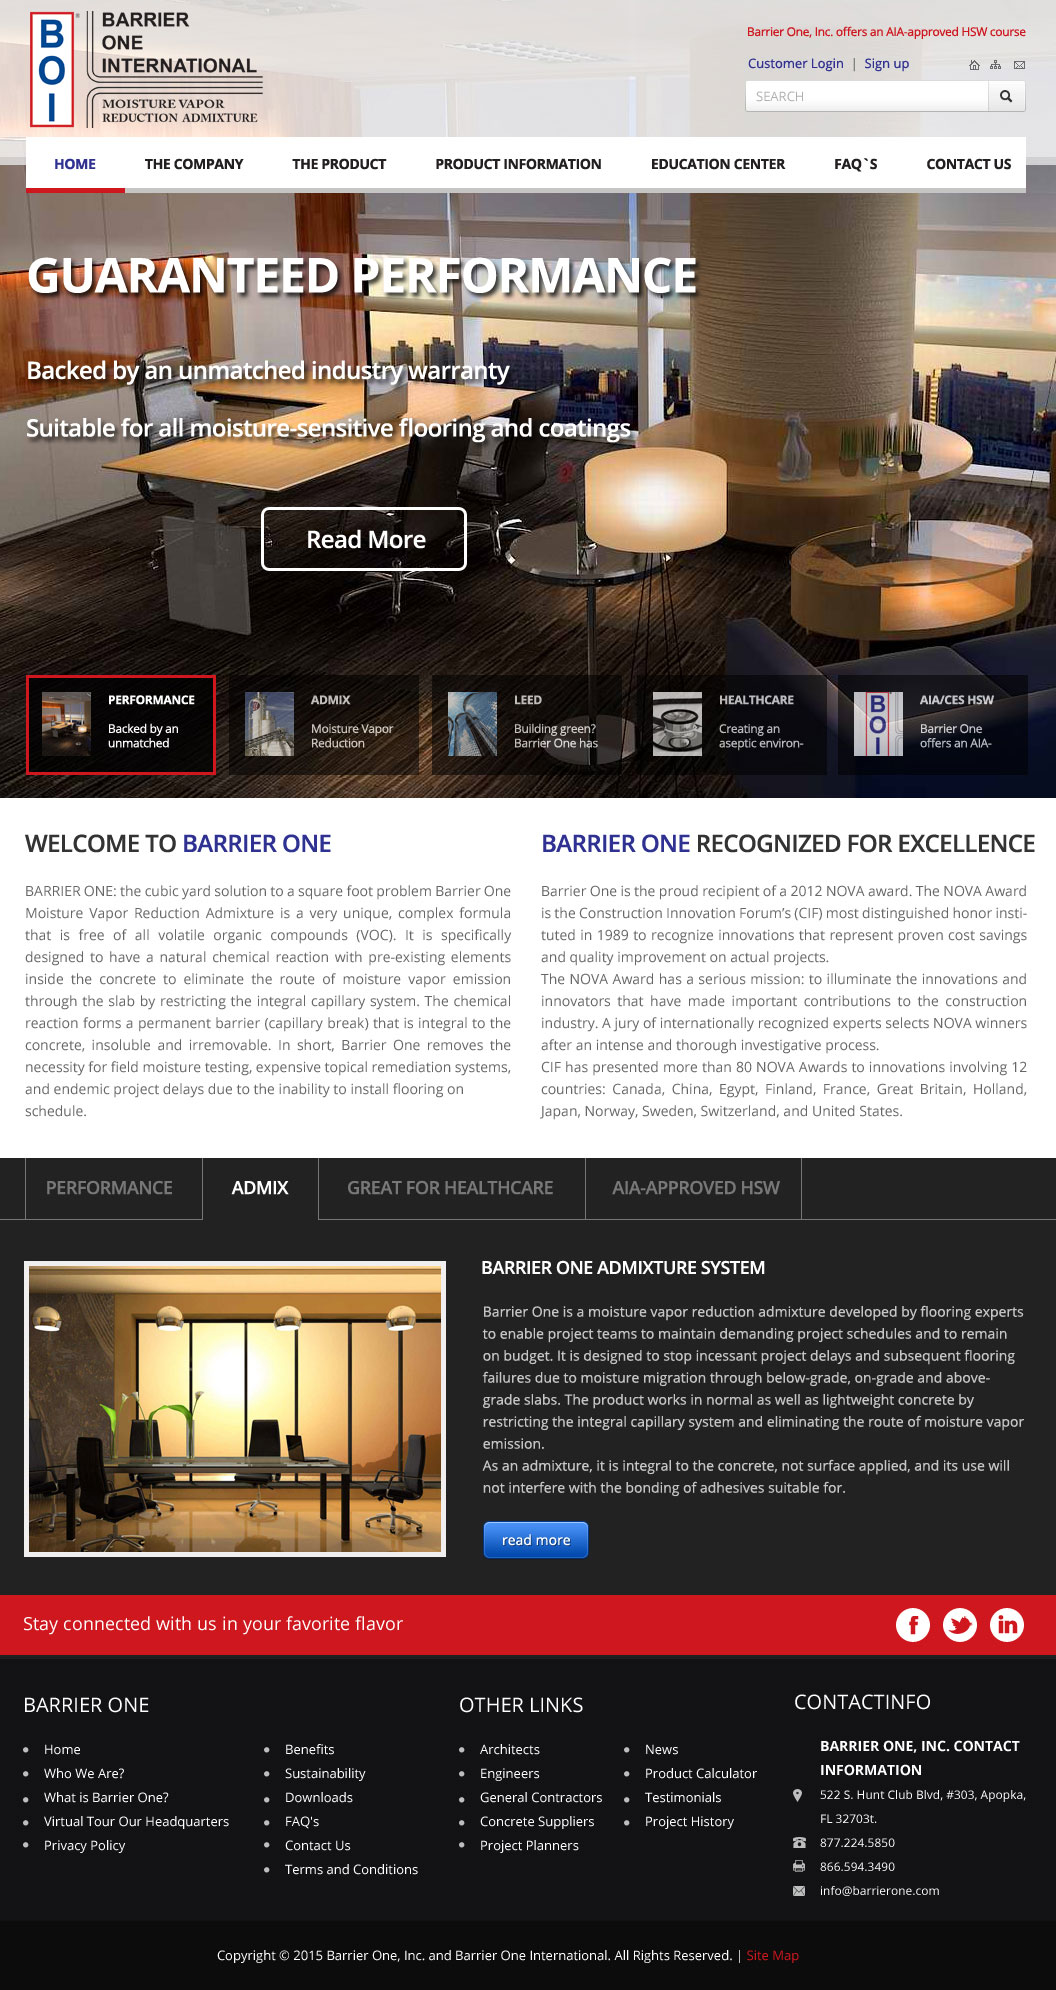 BOI
BARRIER
ONE
INTERNATIONAL
MOISTURE VAPOR
REDUCTION ADMIXTURE
Barrier One, Inc. offers an AIA-approved HSW course
Customer Login | Sign up
SEARCH
HOME THE COMPANY THE PRODUCT PRODUCT INFORMATION EDUCATION CENTER FAQ`S CONTACT US
GUARANTEED PERFORMANCE
Backed by an unmatched industry warranty
Suitable for all moisture-sensitive flooring and coatings
Read More
PERFORMANCE
Backed by an
unmatched
ADMIX
Moisture Vapor
Reduction
LEED
Building green?
Barrier One has
HEALTHCARE
Creating an
aseptic environ-
BOI
AIA/CES HSW
Barrier One
offers an AIA-
WELCOME TO BARRIER ONE
BARRIER ONE: the cubic yard solution to a square foot problem Barrier One
Moisture Vapor Reduction Admixture is a very unique, complex formula
that is free of all volatile organic compounds (VOC). It is specifically
designed to have a natural chemical reaction with pre-existing elements
inside the concrete to eliminate the route of moisture vapor emission
through the slab by restricting the integral capillary system. The chemical
reaction forms a permanent barrier (capillary break) that is integral to the
concrete, insoluble and irremovable. In short, Barrier One removes the
necessity for field moisture testing, expensive topical remediation systems,
and endemic project delays due to the inability to install flooring on
schedule.
BARRIER ONE RECOGNIZED FOR EXCELLENCE
Barrier One is the proud recipient of a 2012 NOVA award. The NOVA Award
is the Construction Innovation Forum's (CIF) most distinguished honor insti-
tuted in 1989 to recognize innovations that represent proven cost savings
and quality improvement on actual projects.
The NOVA Award has a serious mission: to illuminate the innovations and
innovators that have made important contributions to the construction
industry. A jury of internationally recognized experts selects NOVA winners
after an intense and thorough investigative process.
CIF has presented more than 80 NOVA Awards to innovations involving 12
countries: Canada, China, Egypt, Finland, France, Great Britain, Holland,
Japan, Norway, Sweden, Switzerland, and United States.
PERFORMANCE ADMIX GREAT FOR HEALTHCARE AIA-APPROVED HSW
BARRIER ONE ADMIXTURE SYSTEM
Barrier One is a moisture vapor reduction admixture developed by flooring experts
to enable project teams to maintain demanding project schedules and to remain
on budget. It is designed to stop incessant project delays and subsequent flooring
failures due to moisture migration through below-grade, on-grade and above-
grade slabs. The product works in normal as well as lightweight concrete by
restricting the integral capillary system and eliminating the route of moisture vapor
emission.
As an admixture, it is integral to the concrete, not surface applied, and its use will
not interfere with the bonding of adhesives suitable for.
read more
Stay connected with us in your favorite flavor
f in
BARRIER ONE
Home
Who We Are?
What is Barrier One?
Virtual Tour Our Headquarters
Privacy Policy
Benefits
Sustainability
Downloads
FAQ's
Contact Us
Terms and Conditions
OTHER LINKS
Architects
Engineers
General Contractors
Concrete Suppliers
Project Planners
News
Product Calculator
Testimonials
Project History
CONTACTINFO
BARRIER ONE, INC. CONTACT
INFORMATION
522 S. Hunt Club Blvd, #303, Apopka,
FL 32703t.
877.224.5850
866.594.3490
info@barrierone.com
Copyright © 2015 Barrier One, Inc. and Barrier One International. All Rights Reserved. | Site Map